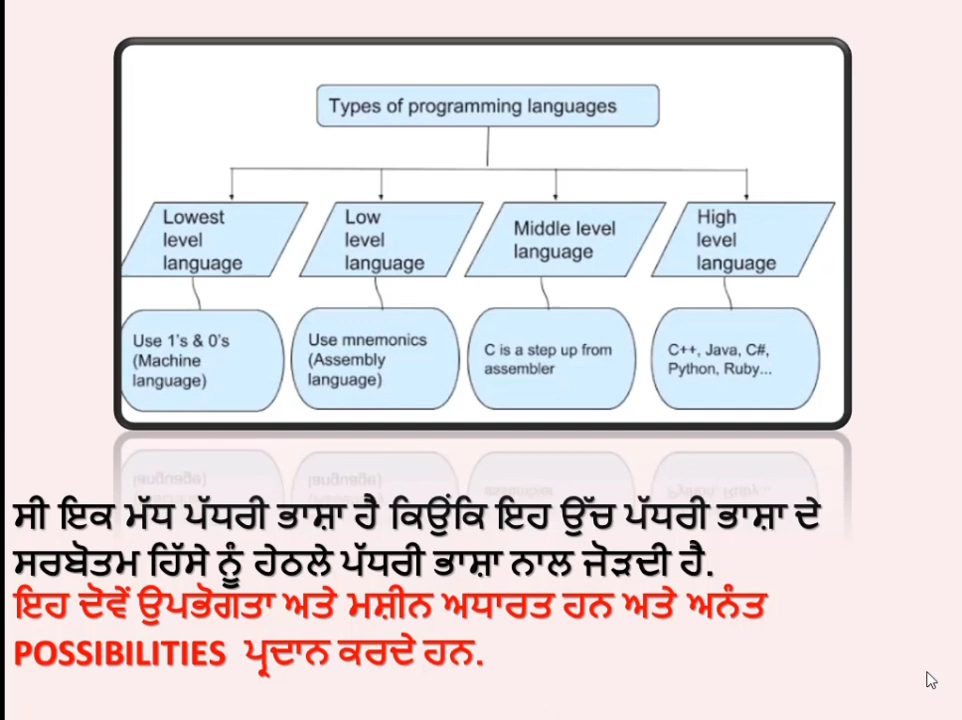 Types of programming languages
Lowest
level
language
Low
level
language
Middle level
language
High
level
language
Use 1's & 0's
(Machine
language)
Use mnemonics
(Assembly
language)
C is a step up from
assembler
C++, Java, C#,
Python, Ruby...
ਸੀ ਇਕ ਮੱਧ ਪੱਧਰੀ ਭਾਸ਼ਾ ਹੈ ਕਿਉਂਕਿ ਇਹ ਉੱਚ ਪੱਧਰੀ ਭਾਸ਼ਾ ਦੇ
ਸਰਬੋਤਮ ਹਿੱਸੇ ਨੂੰ ਹੇਠਲੇ ਪੱਧਰੀ ਭਾਸ਼ਾ ਨਾਲ ਜੋੜਦੀ ਹੈ.
ਇਹ ਦੋਵੇਂ ਉਪਭੋਗਤਾ ਅਤੇ ਮਸ਼ੀਨ ਅਧਾਰਤ ਹਨ ਅਤੇ ਅਨੰਤ
POSSIBILITIES ਪ੍ਰਦਾਨ ਕਰਦੇ ਹਨ.